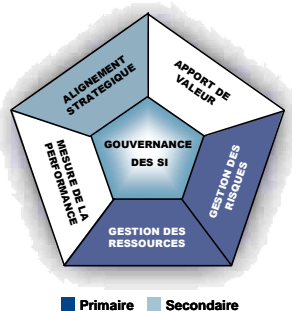 ALIGNEMENT
STRATEGIQUE
APPORT DE
VALEUR
GOUVERNANCE
DES SI
MESURE DE LA
PERFORMANCE
GESTION DES
RISQUES
GESTION DES
RESSOURCES
Primaire Secondaire